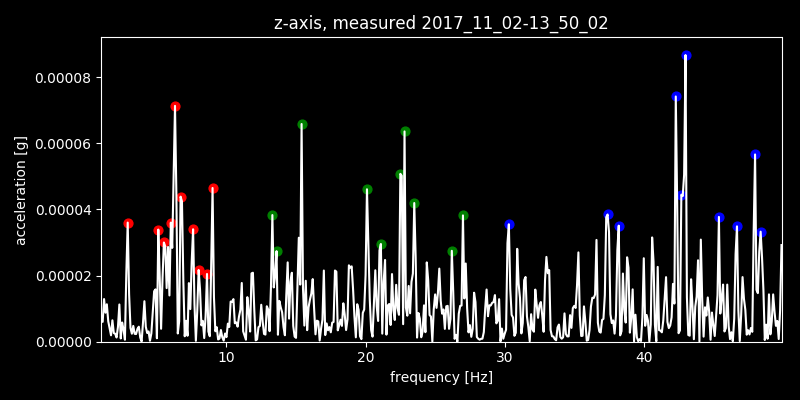 z-axis, measured 2017_11_02-13_50_02
0.00008
0.00006
0.00004
0.00002
0.00000
acceleration [g]
10 20 30 40
frequency [Hz]